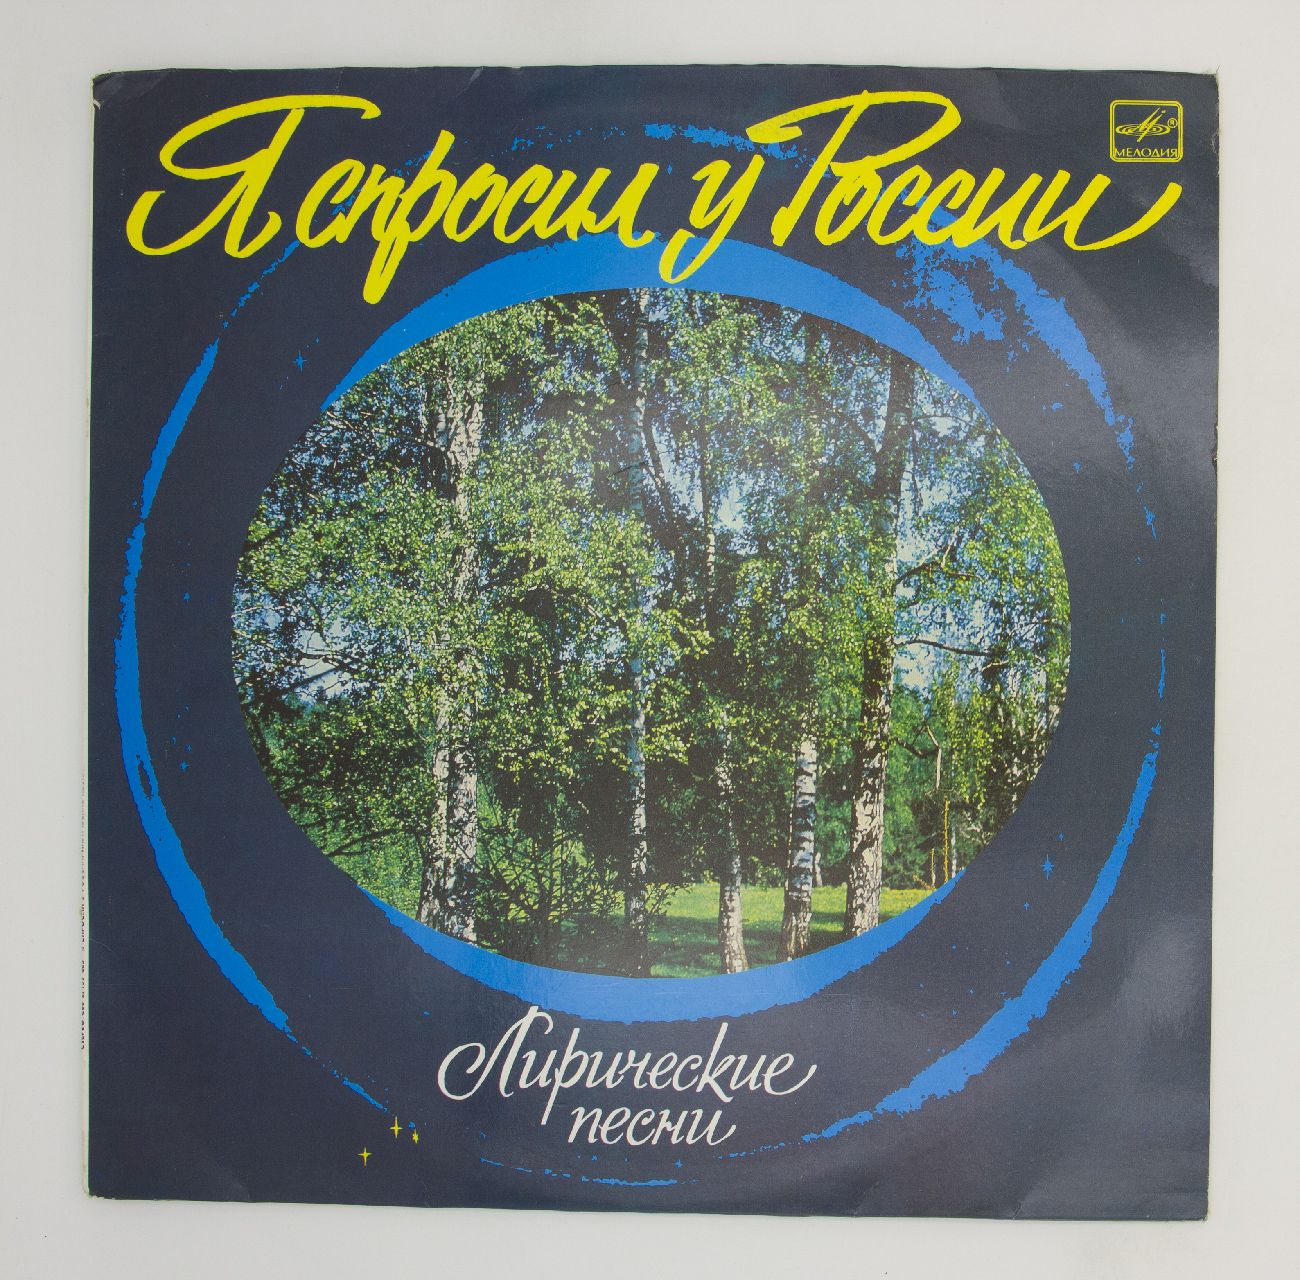 Я спросил у России
МЕЛОДИЯ
Лирические
песни